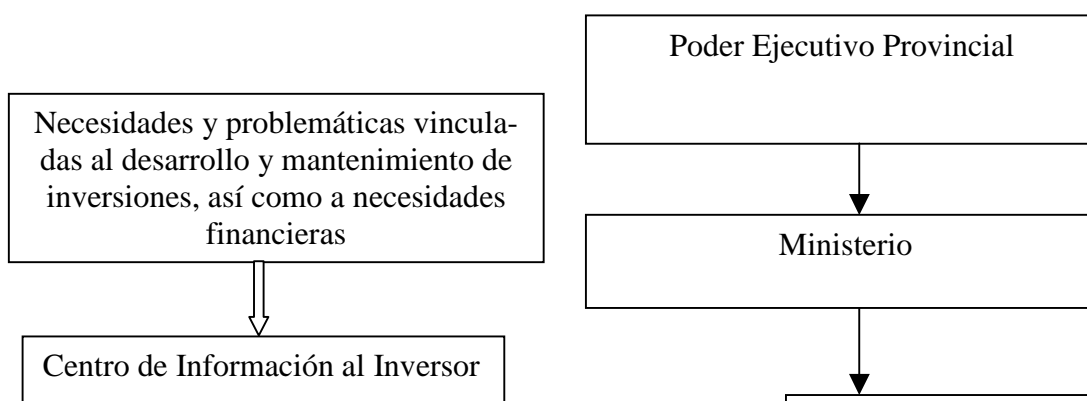 Poder Ejecutivo Provincial
Necesidades y problemáticas vincula-
das al desarrollo y mantenimiento de
inversiones, así como a necesidades
financieras
Ministerio
Centro de Información al Inversor